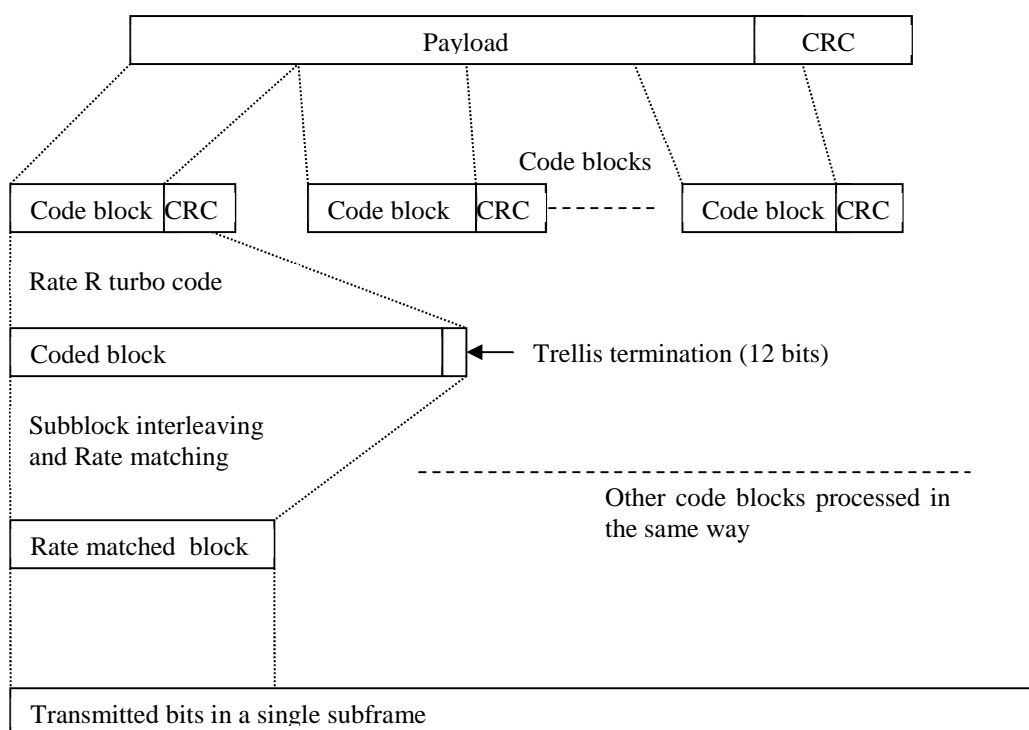 Payload CRC
Code blocks
Code block CRC Code block CRC Code block CRC
Rate R turbo code
Coded block
Trellis termination (12 bits)
Subblock interleaving
and Rate matching
Other code blocks processed in
the same way
Rate matched block
Transmitted bits in a single subframe